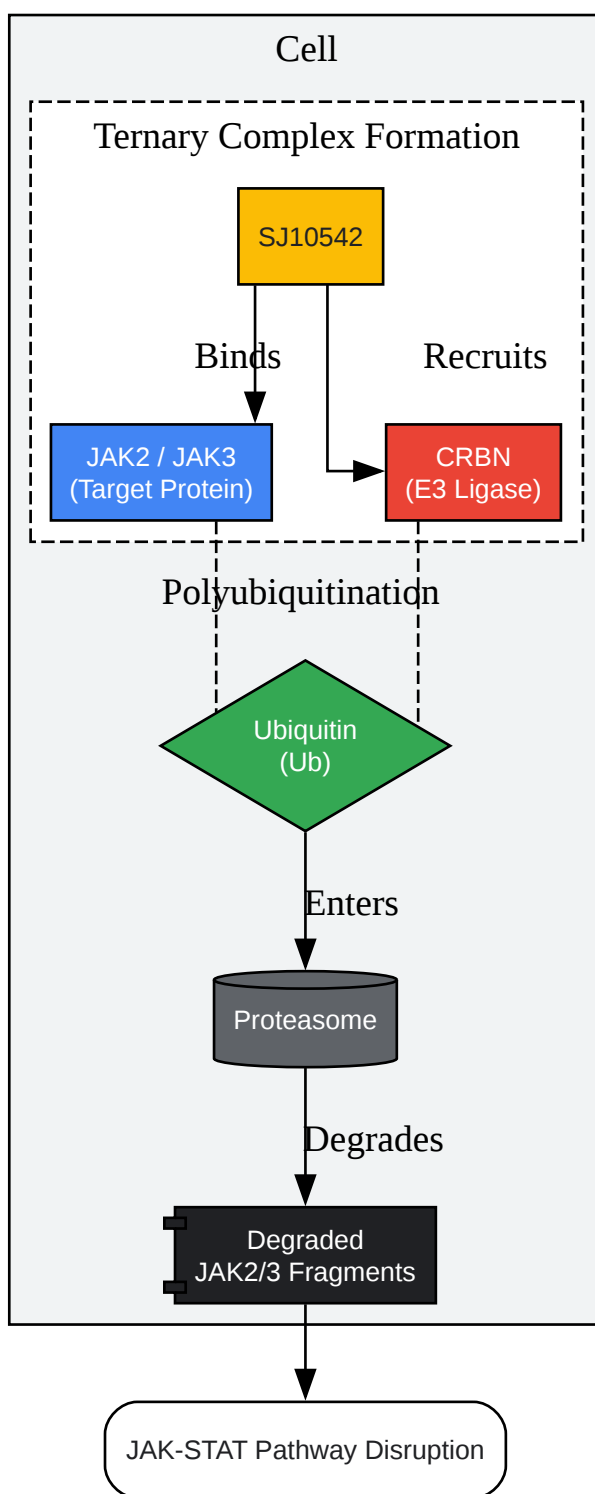 Cell
Ternary Complex Formation
SJ10542
Binds
Recruits
JAK2 / JAK3
(Target Protein)
CRBN
(E3 Ligase)
Polyubiquitination
Ubiquitin
(Ub)
Enters
Proteasome
Degrades
Degraded
JAK2/3 Fragments
JAK-STAT Pathway Disruption